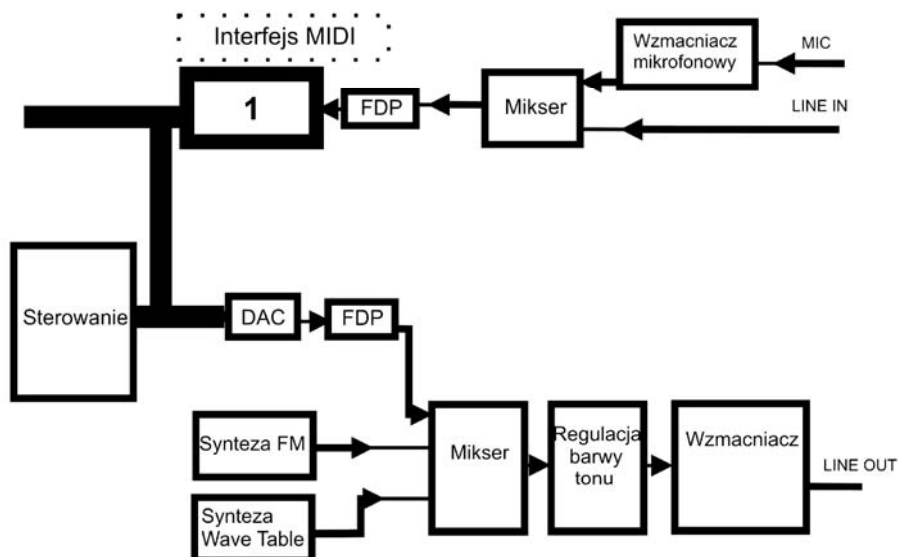 Interfejs MIDI
1
FDP
Mikser
Wzmacniacz
mikrofonowy
MIC
LINE IN
Sterowanie
DAC
FDP
Synteza FM
Synteza
Wave Table
Mikser
Regulacja
barwy
tonu
Wzmacniacz
LINE OUT